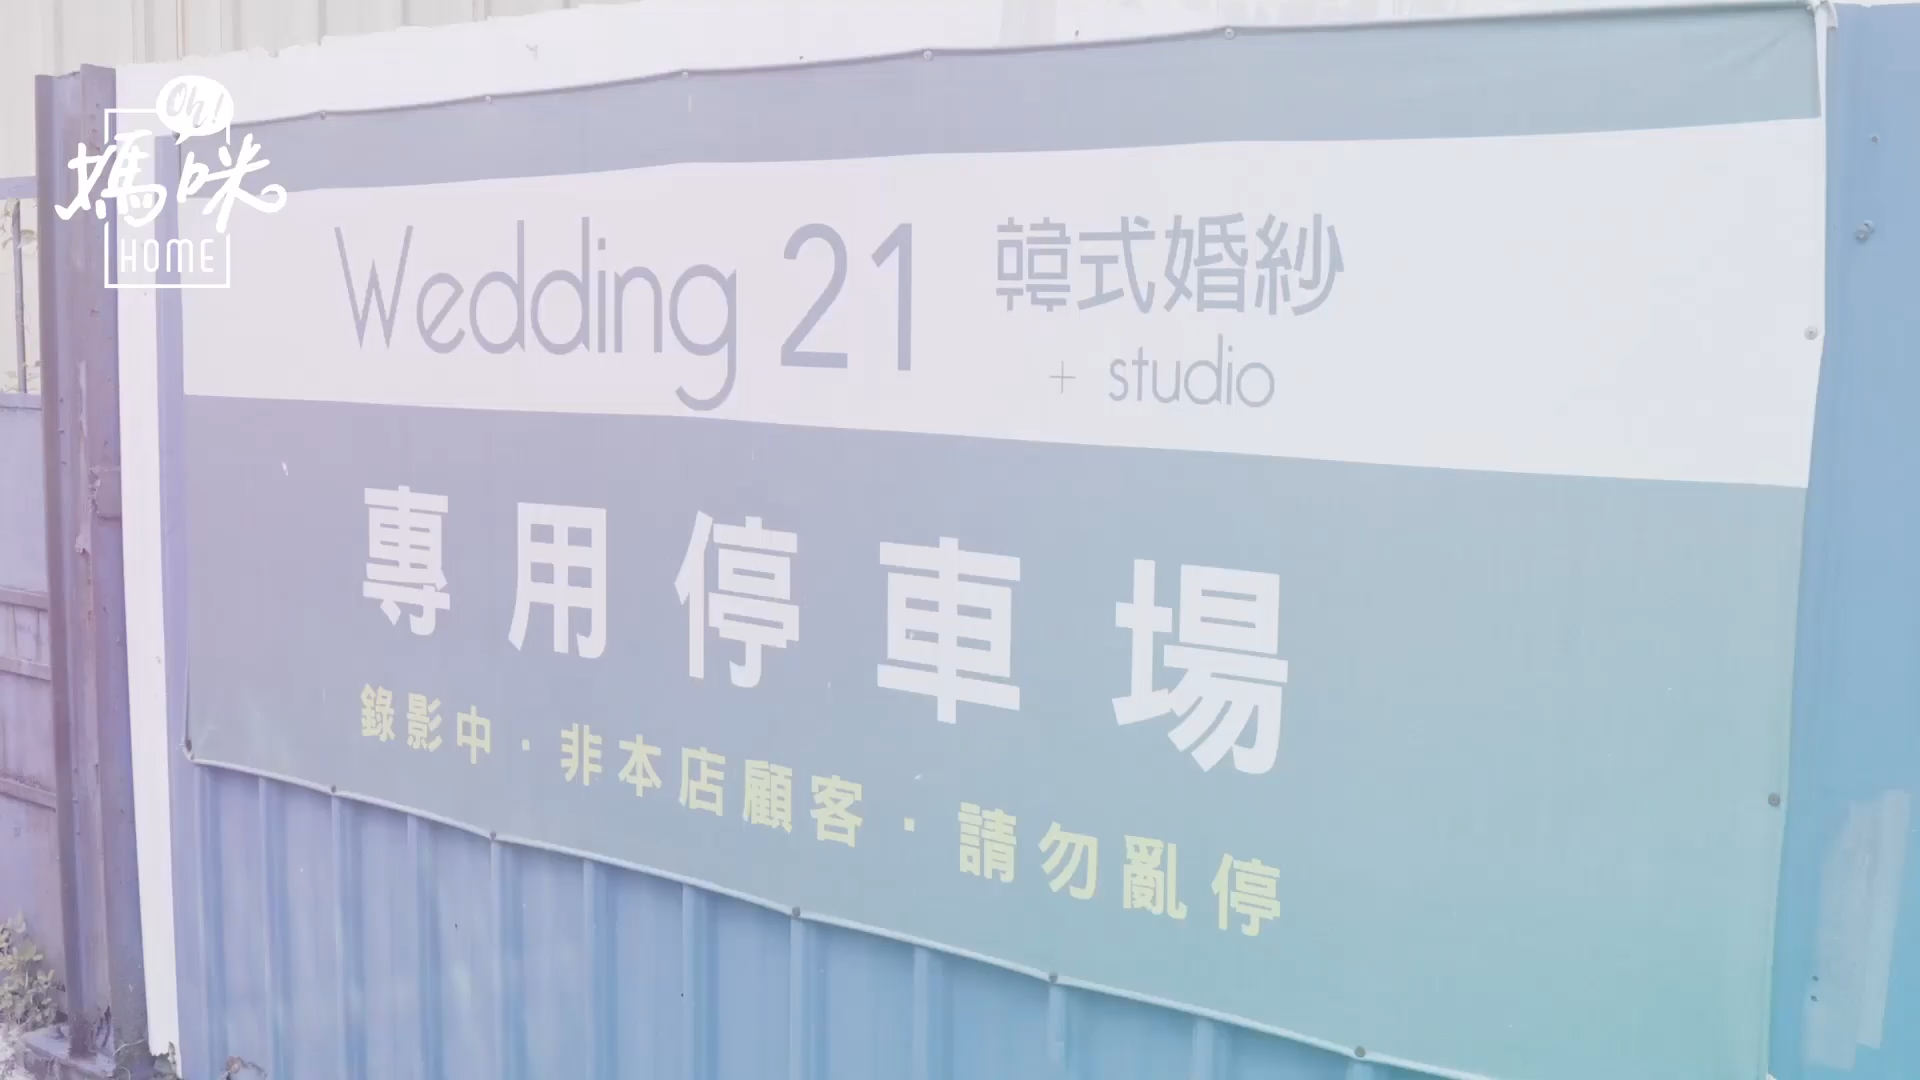 Oh!
媽咪
HOME
Wedding 21 韓式婚紗
+ studio
專用停車場
錄影中・非本店顧客・請勿亂停